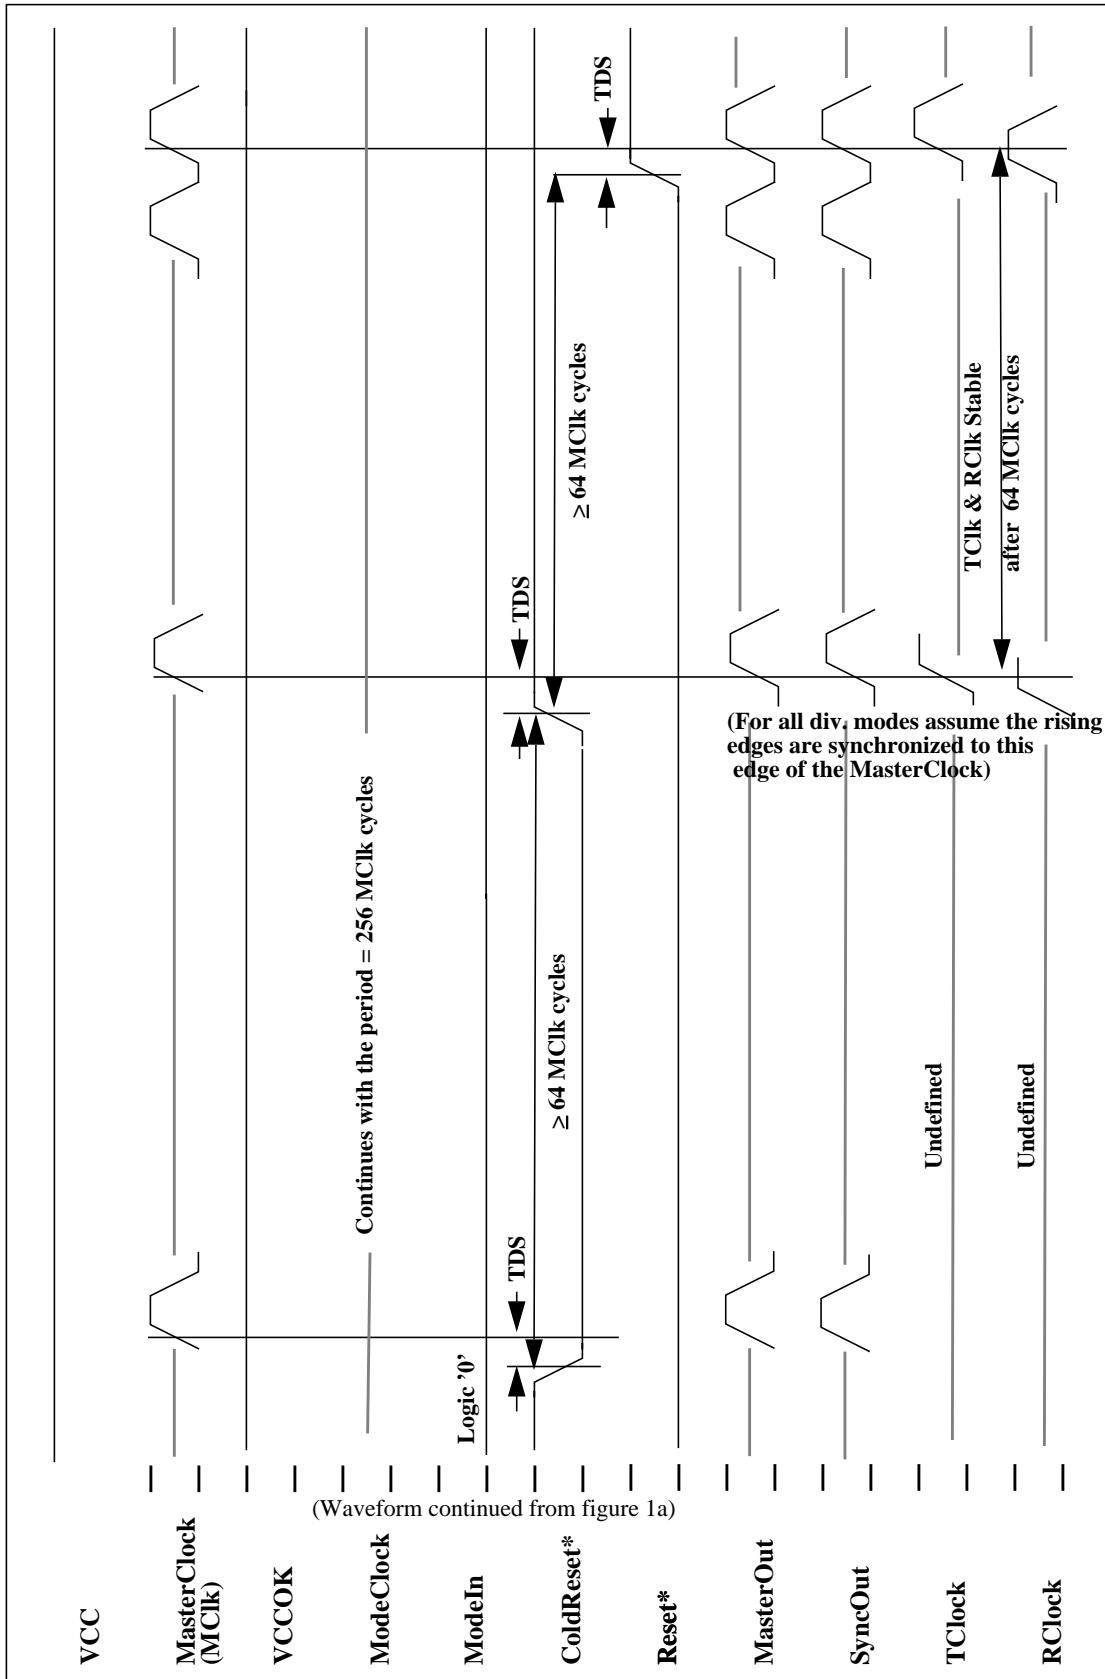 VCC
MasterClock
(MClk)
VCCOK
ModeClock
ModeIn
ColdReset*
Reset*
MasterOut
SyncOut
TClock
RClock
(Waveform continued from figure 1a)
Continues with the period = 256 MClk cycles
Logic ’0’
TDS
≥ 64 MClk cycles
TDS
≥ 64 MClk cycles
TDS
(For all div. modes assume the rising
edges are synchronized to this
edge of the MasterClock)
Undefined
Undefined
TClk & RClk Stable
after 64 MClk cycles